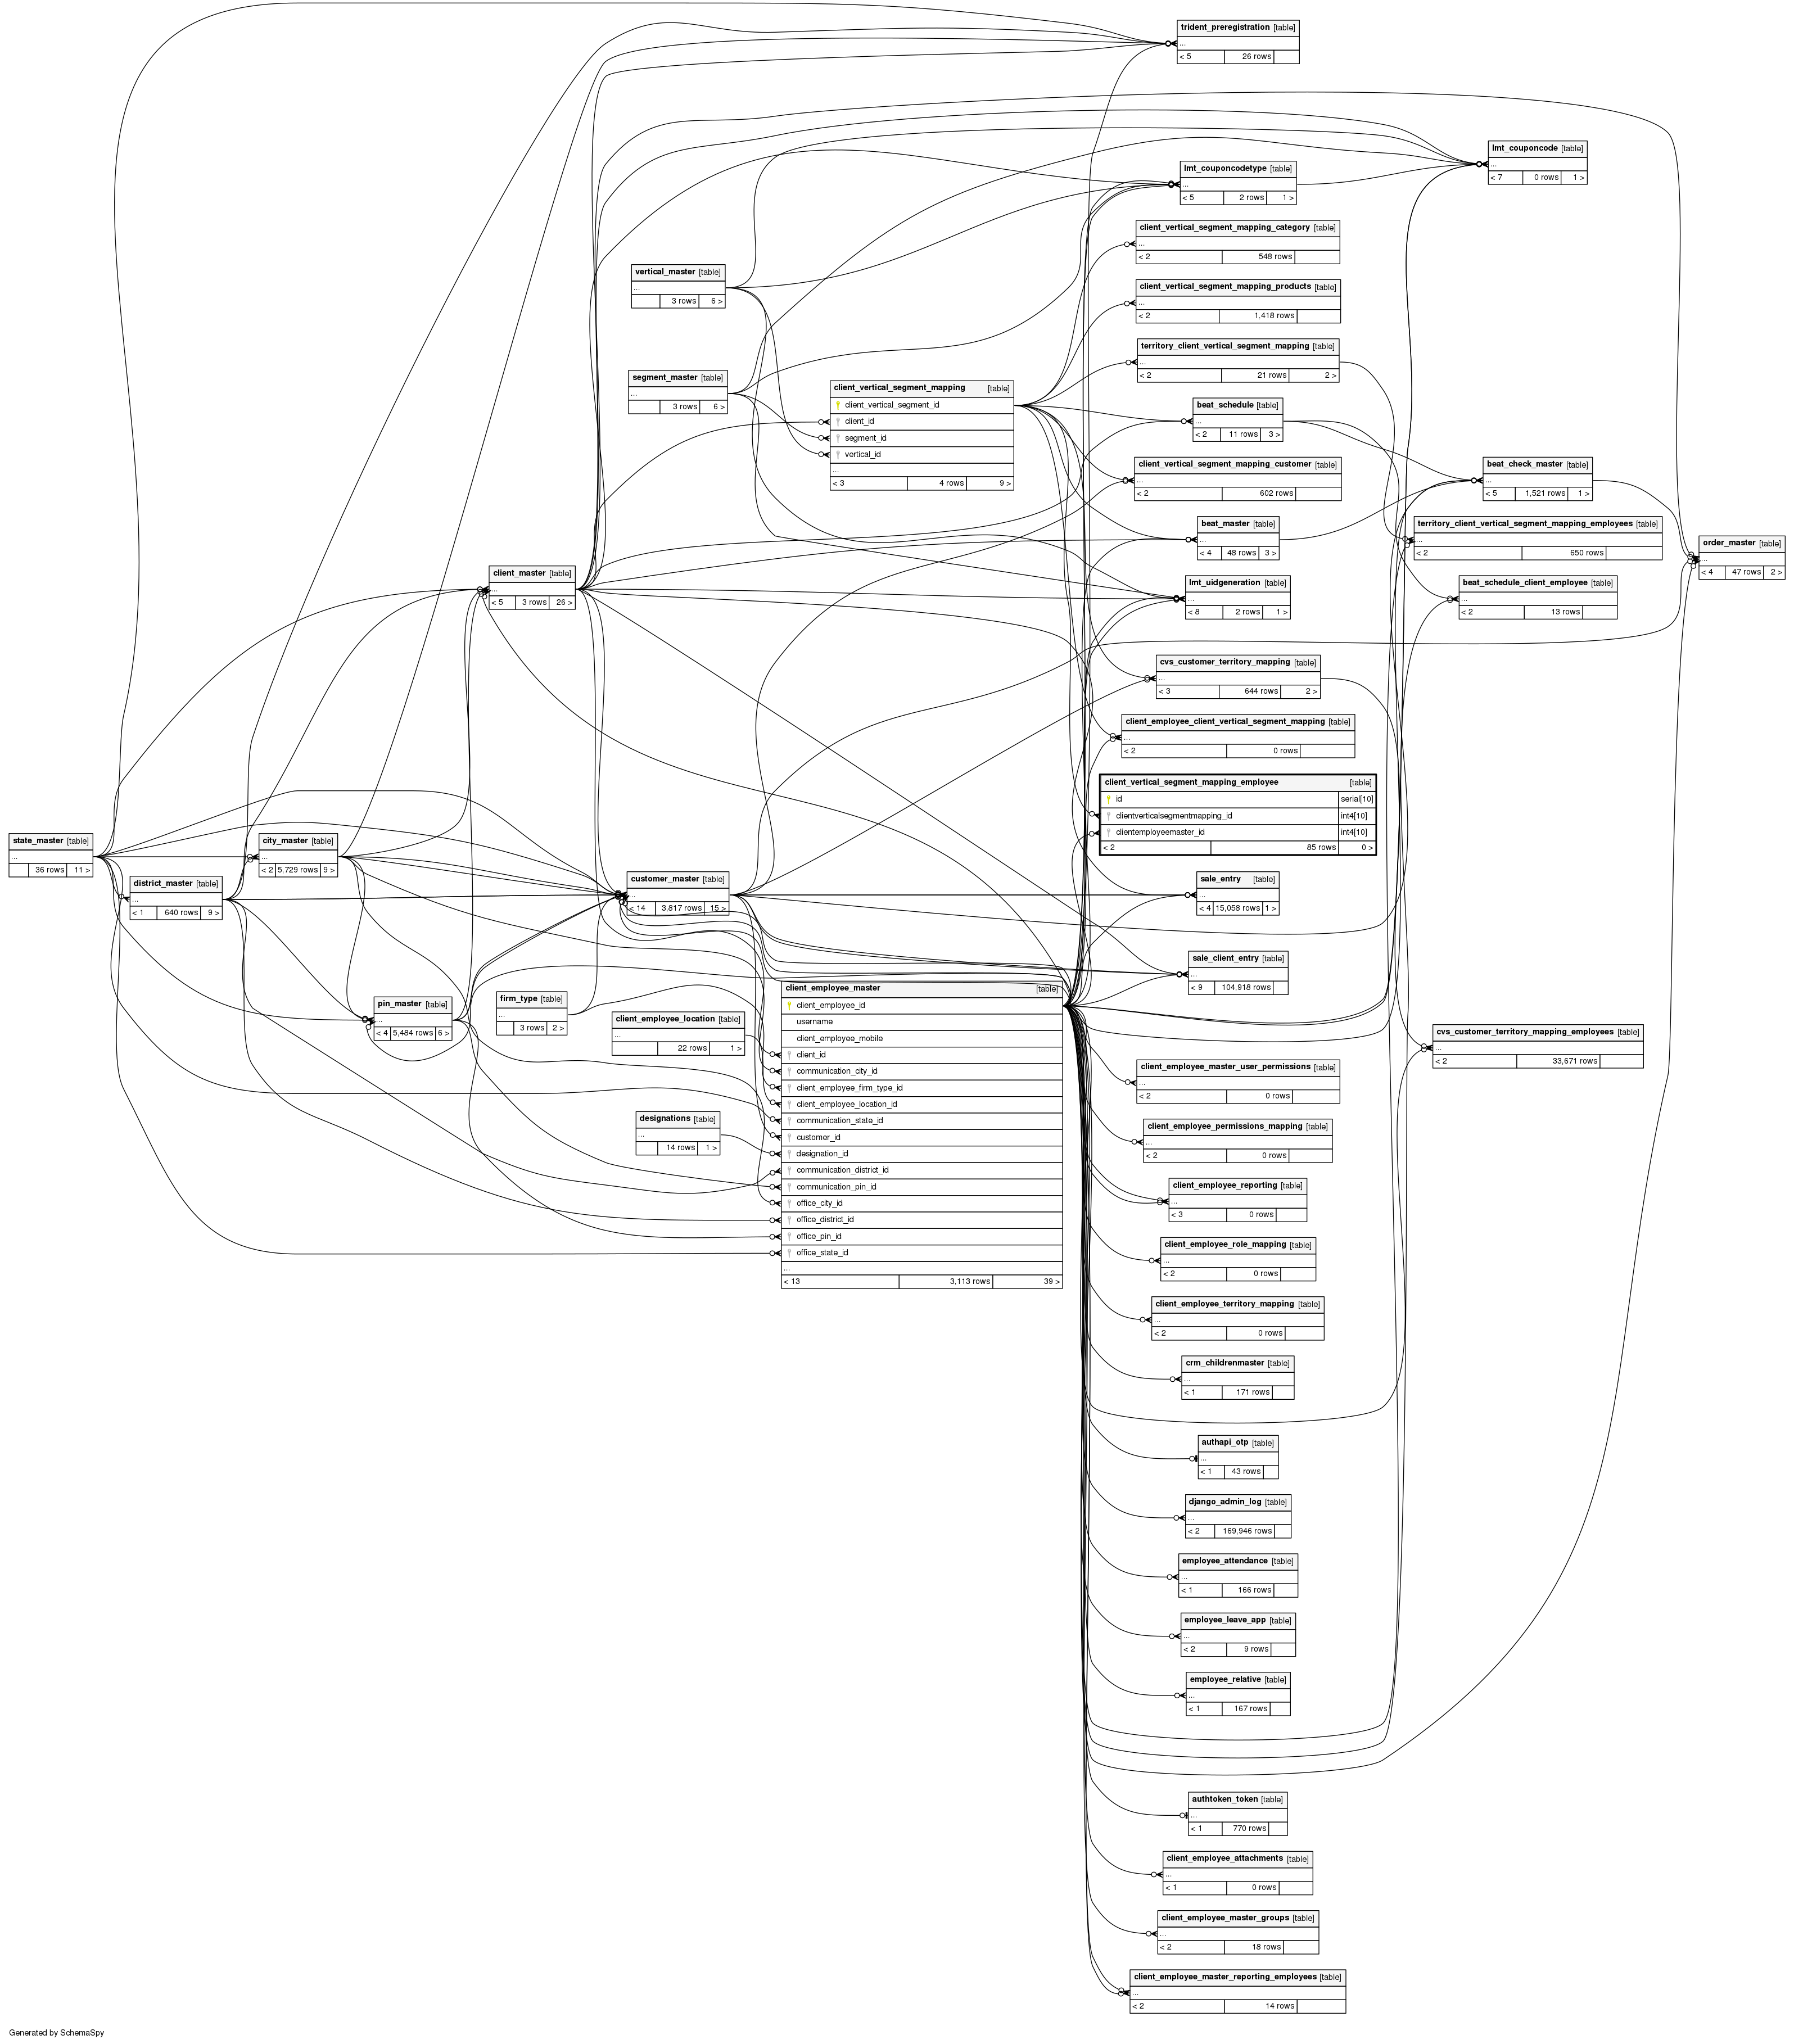 trident_preregistration [table]
...
< 5 26 rows
lmt_couponcode [table]
...
< 7 0 rows 1 >
lmt_couponcodetype [table]
...
< 5 2 rows 1 >
client_vertical_segment_mapping_category [table]
...
< 2 548 rows
vertical_master [table]
...
3 rows 6 >
client_vertical_segment_mapping_products [table]
...
< 2 1,418 rows
territory_client_vertical_segment_mapping [table]
...
< 2 21 rows 2 >
segment_master [table]
...
3 rows 6 >
client_vertical_segment_mapping [table]
client_vertical_segment_id
client_id
segment_id
vertical_id
...
< 3 4 rows 9 >
beat_schedule [table]
...
< 2 11 rows 3 >
client_vertical_segment_mapping_customer [table]
...
< 2 602 rows
beat_check_master [table]
...
< 5 1,521 rows 1 >
beat_master [table]
...
< 4 48 rows 3 >
territory_client_vertical_segment_mapping_employees [table]
...
< 2 650 rows
order_master [table]
...
< 4 47 rows 2 >
client_master [table]
...
< 5 3 rows 26 >
lmt_uidgeneration [table]
...
< 8 2 rows 1 >
beat_schedule_client_employee [table]
...
< 2 13 rows
cvs_customer_territory_mapping [table]
...
< 3 644 rows 2 >
client_employee_client_vertical_segment_mapping [table]
...
< 2 0 rows
client_vertical_segment_mapping_employee [table]
id serial[10]
clientverticalsegmentmapping_id int4[10]
clientemployeemaster_id int4[10]
< 2 85 rows 0 >
state_master [table]
...
36 rows 11 >
city_master [table]
...
< 2 5,729 rows 9 >
district_master [table]
...
< 1 640 rows 9 >
customer_master [table]
...
< 14 3,817 rows 15 >
sale_entry [table]
...
< 4 15,058 rows 1 >
sale_client_entry [table]
...
< 9 104,918 rows
pin_master [table]
...
< 4 5,484 rows 6 >
firm_type [table]
...
3 rows 2 >
client_employee_location [table]
...
22 rows 1 >
designations [table]
...
14 rows 1 >
client_employee_master [table]
client_employee_id
username
client_employee_mobile
client_id
communication_city_id
client_employee_firm_type_id
client_employee_location_id
communication_state_id
customer_id
designation_id
communication_district_id
communication_pin_id
office_city_id
office_district_id
office_pin_id
office_state_id
...
< 13 3,113 rows 39 >
cvs_customer_territory_mapping_employees [table]
...
< 2 33,671 rows
client_employee_master_user_permissions [table]
...
< 2 0 rows
client_employee_permissions_mapping [table]
...
< 2 0 rows
client_employee_reporting [table]
...
< 3 0 rows
client_employee_role_mapping [table]
...
< 2 0 rows
client_employee_territory_mapping [table]
...
< 2 0 rows
crm_childrenmaster [table]
...
< 1 171 rows
authapi_otp [table]
...
< 1 43 rows
django_admin_log [table]
...
< 2 169,946 rows
employee_attendance [table]
...
< 1 166 rows
employee_leave_app [table]
...
< 2 9 rows
employee_relative [table]
...
< 1 167 rows
authtoken_token [table]
...
< 1 770 rows
client_employee_attachments [table]
...
< 1 0 rows
client_employee_master_groups [table]
...
< 2 18 rows
client_employee_master_reporting_employees [table]
...
< 2 14 rows
Generated by SchemaSpy